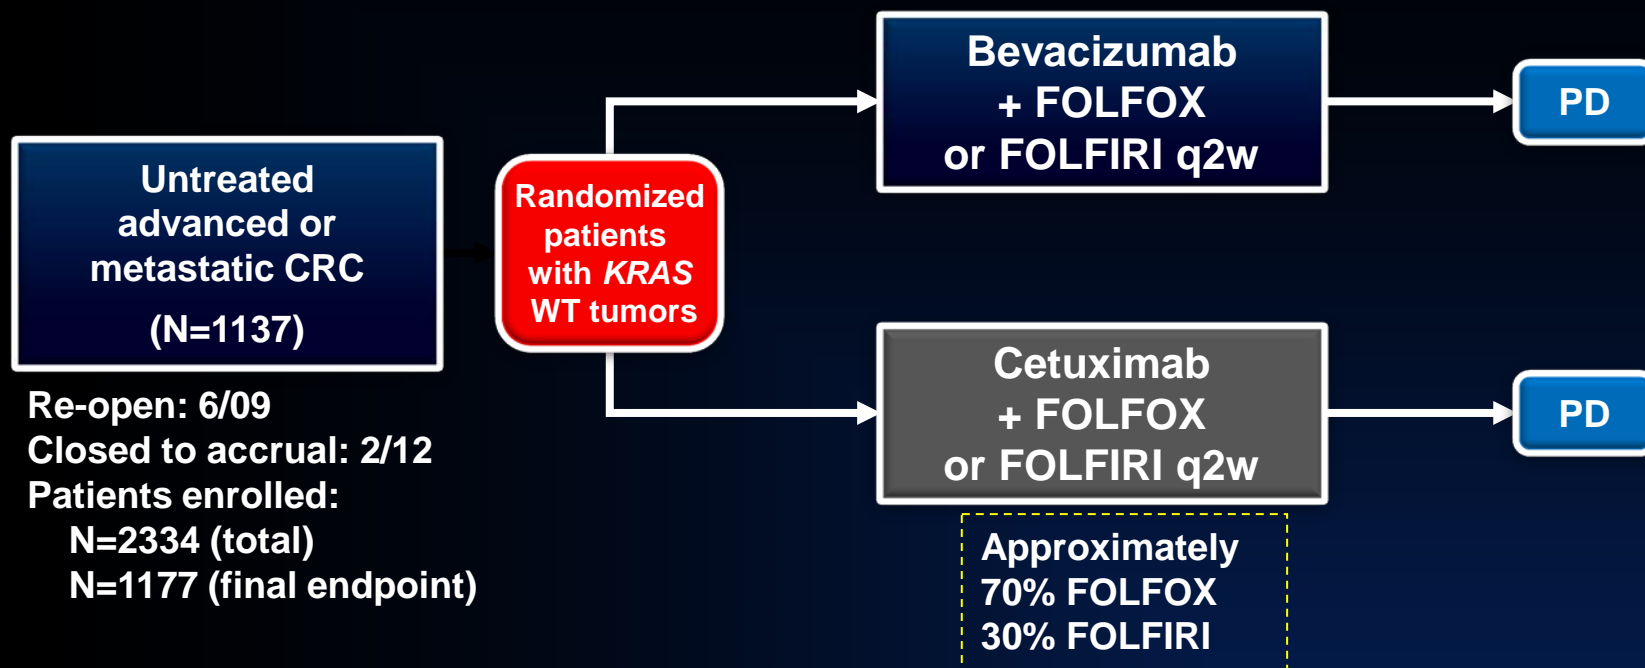 Untreated
advanced or
metastatic CRC
(N=1137)
Re-open: 6/09
Closed to accrual: 2/12
Patients enrolled:
N=2334 (total)
N=1177 (final endpoint)
Randomized
patients
with KRAS
WT tumors
Bevacizumab
+ FOLFOX
or FOLFIRI q2w
PD
Cetuximab
+ FOLFOX
or FOLFIRI q2w
PD
Approximately
70% FOLFOX
30% FOLFIRI